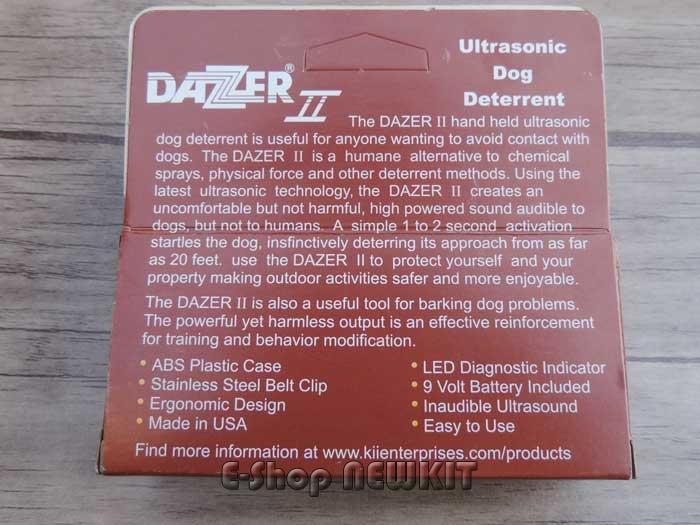 DAZZER® II
Ultrasonic
Dog
Deterrent
The DAZER II hand held ultrasonic
dog deterrent is useful for anyone wanting to avoid contact with
dogs. The DAZER II is a humane alternative to chemical
sprays, physical force and other deterrent methods. Using the
latest ultrasonic technology, the DAZER II creates an
uncomfortable but not harmful, high powered sound audible to
dogs, but not to humans. A simple 1 to 2 second activation
startles the dog, insfinctively deterring its approach from as far
as 20 feet. use the DAZER II to protect yourself and your
property making outdoor activities safer and more enjoyable.
The DAZER II is also a useful tool for barking dog problems.
The powerful yet harmless output is an effective reinforcement
for training and behavior modification.
• ABS Plastic Case
• Stainless Steel Belt Clip
• Ergonomic Design
• Made in USA
• LED Diagnostic Indicator
• 9 Volt Battery Included
• Inaudible Ultrasound
• Easy to Use
Find more information at www.kiienterprises.com/products
E-Shop NEWKIT